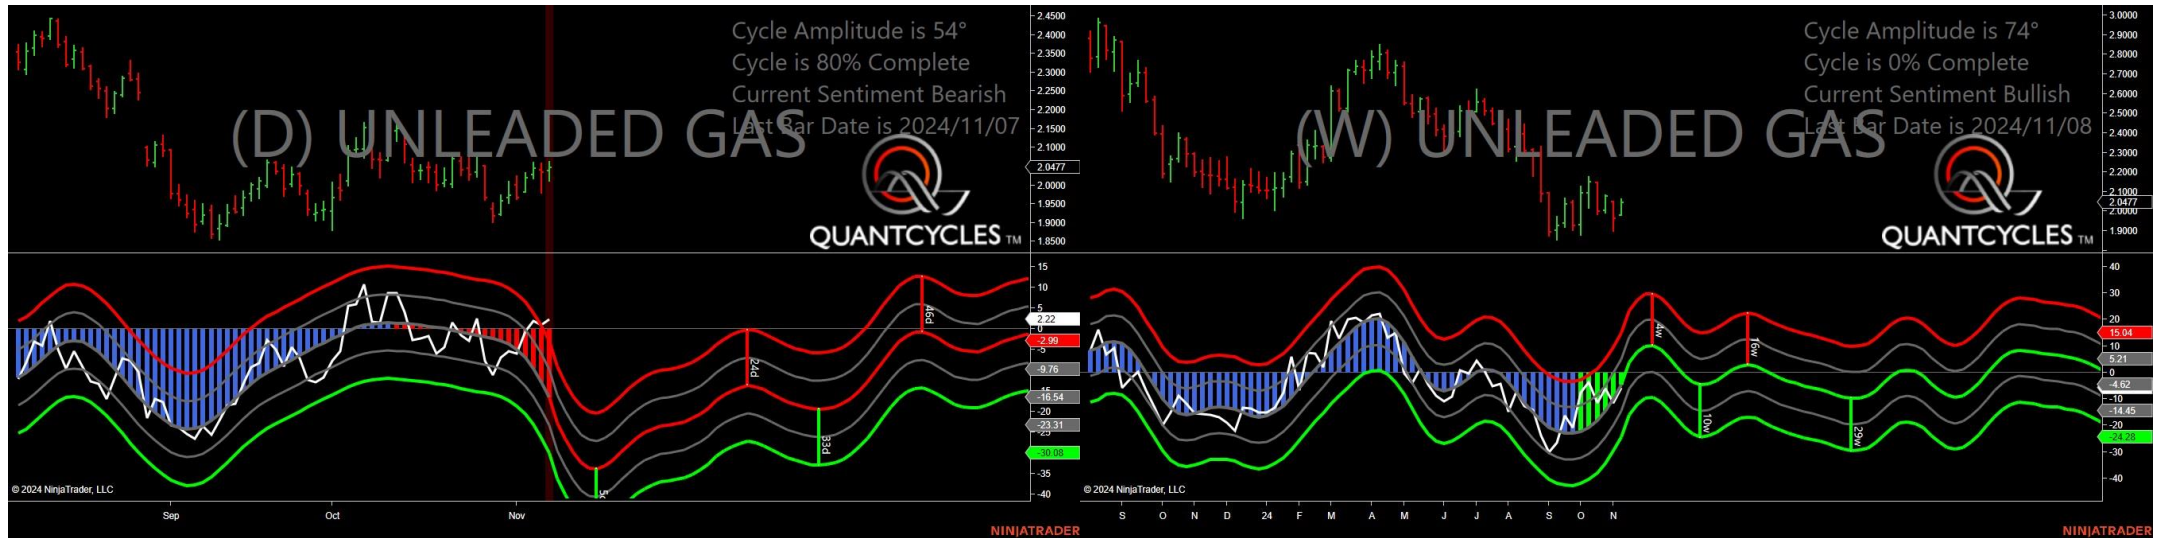 Cycle Amplitude is 54°
Cycle is 80% Complete
Current Sentiment Bearish
Last Bar Date is 2024/11/07
(D) UNLEADED GAS
QUANTCYCLES TM
2.4500
2.4000
2.3500
2.3000
2.2500
2.2000
2.1500
2.1000
2.0477
2.0000
1.9500
1.9000
1.8500
15
10
5
2.22
0
-2.99
-5
-9.76
-15
-16.54
-20
-23.31
-25
-30.08
-35
-40
24d
46d
33d
© 2024 NinjaTrader, LLC
Sep Oct Nov
NINJATRADER
Cycle Amplitude is 74°
Cycle is 0% Complete
Current Sentiment Bullish
Last Bar Date is 2024/11/08
(W) UNLEADED GAS
QUANTCYCLES TM
3.0000
2.9000
2.8000
2.7000
2.6000
2.5000
2.4000
2.3000
2.2000
2.1000
2.0477
2.0000
1.9000
40
30
20
15.04
10
5.21
0
-4.62
-10
-14.45
-24.28
-30
-40
4w
16w
10w
29w
© 2024 NinjaTrader, LLC
S O N D 24 F M A M J J A S O N
NINJATRADER